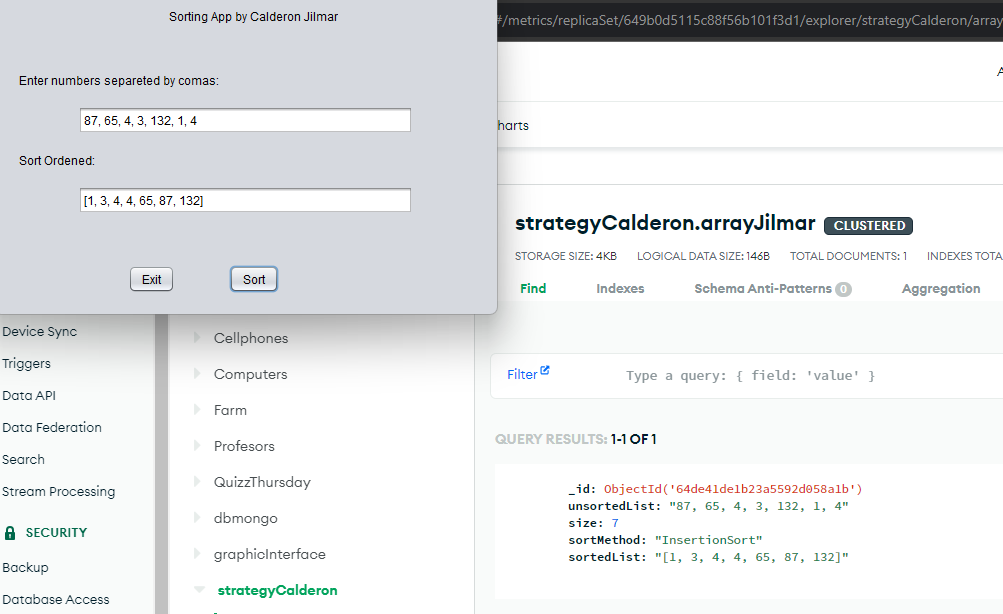 Sorting App by Calderon Jilmar
Enter numbers separeted by comas:
87, 65, 4, 3, 132, 1, 4
Sort Ordered:
[1, 3, 4, 4, 65, 87, 132]
Exit Sort
#/metrics/replicaSet/649b0d5115c88f56b101f3d1/explorer/strategyCalderon/array
harts
strategyCalderon.arrayJilmar CLUSTERED
STORAGE SIZE: 4KB LOGICAL DATA SIZE: 146B TOTAL DOCUMENTS: 1 INDEXES TOTA
Find Indexes Schema Anti-Patterns 0 Aggregation
Filter Type a query: { field: 'value' }
QUERY RESULTS: 1-1 OF 1
_id: ObjectId('64de41de1b23a5592d058a1b')
unsortedList: "87, 65, 4, 3, 132, 1, 4"
size: 7
sortMethod: "InsertionSort"
sortedList: "[1, 3, 4, 4, 65, 87, 132]"
Device Sync
Triggers
Data API
Data Federation
Search
Stream Processing
SECURITY
Backup
Database Access
Cellphones
Computers
Farm
Profesors
QuizzThursday
dbmongo
graphicInterface
strategyCalderon